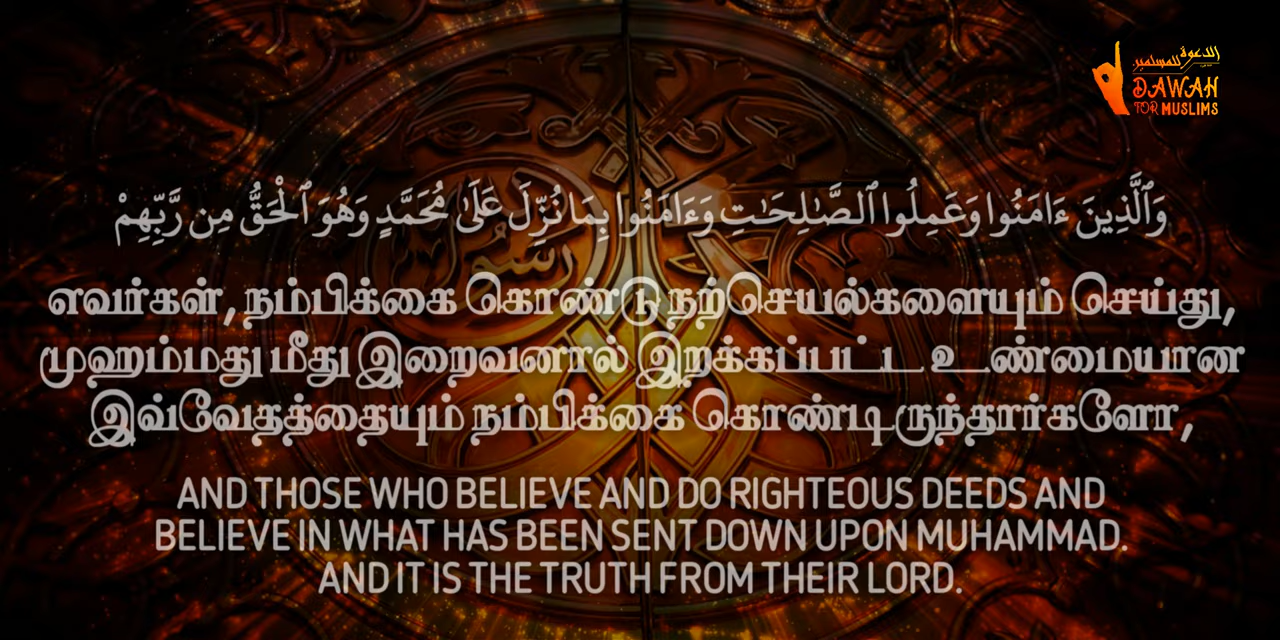 الدعوة للمسلمين
DAWAH
FOR MUSLIMS
وَٱلَّذِينَ ءَامَنُوا وَعَمِلُوا ٱلصَّـٰلِحَـٰتِ وَءَامَنُوا بِمَا نُزِّلَ عَلَىٰ مُحَمَّدٍ وَهُوَ ٱلْحَقُّ مِن رَّبِّهِمْ
رسول
எவர்கள், நம்பிக்கை கொண்டு நற்செயல்களையும் செய்து,
முஹம்மது மீது இறைவனால் இறக்கப்பட்ட உண்மையான
இவ்வேதத்தையும் நம்பிக்கை கொண்டிருந்தார்களோ,
AND THOSE WHO BELIEVE AND DO RIGHTEOUS DEEDS AND
BELIEVE IN WHAT HAS BEEN SENT DOWN UPON MUHAMMAD.
AND IT IS THE TRUTH FROM THEIR LORD.